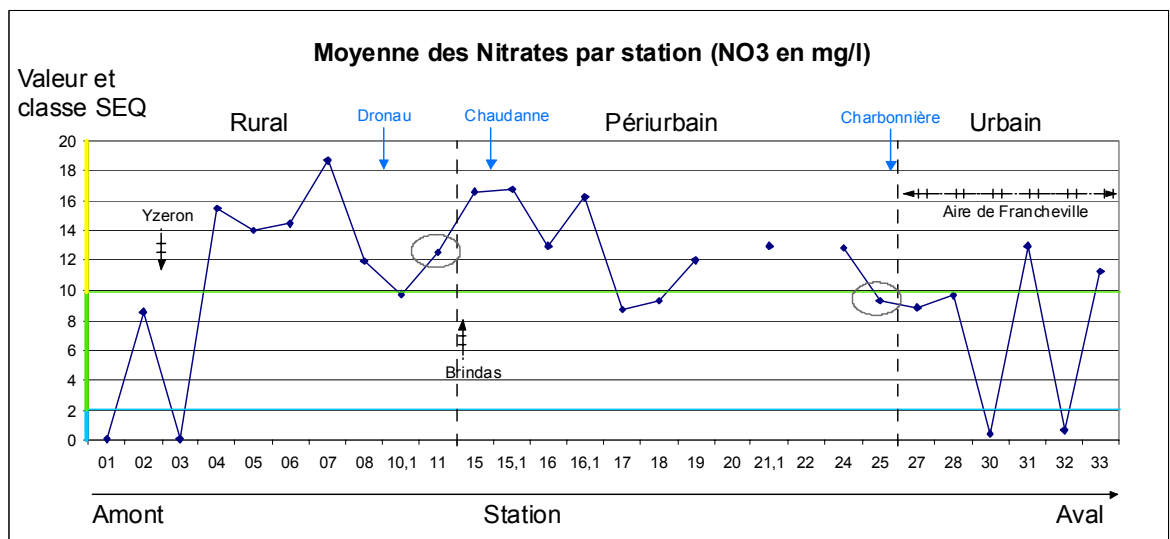 Moyenne des Nitrates par station (NO3 en mg/l)
Valeur et
classe SEQ
Rural
Dronau
Chaudanne
Périurbain
Charbonnière
Urbain
20
18
16
14
12
10
8
6
4
2
0
Yzeron
Aire de Francheville
Brindas
01 02 03 04 05 06 07 08 10,1 11 15 15,1 16 16,1 17 18 19 20 21,1 22 24 25 27 28 30 31 32 33
Amont Station Aval